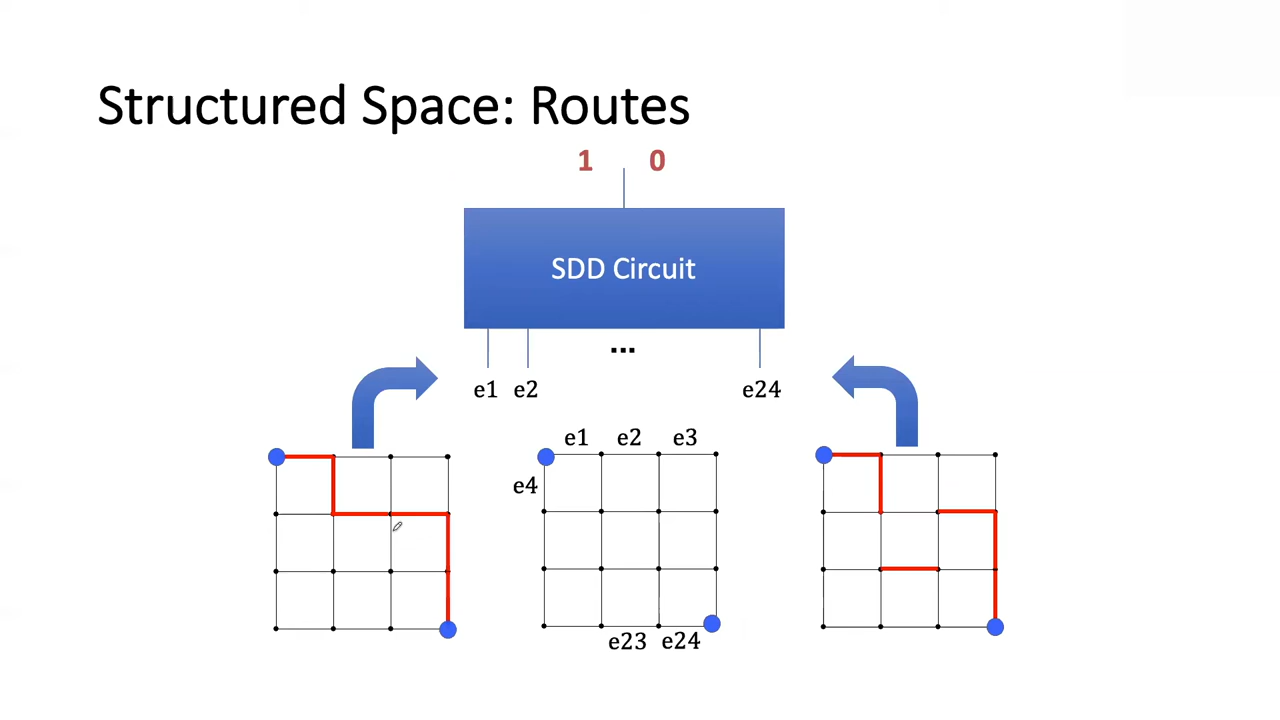 Structured Space: Routes
1 0
SDD Circuit
...
e1 e2 e24
e1 e2 e3
e4
e23 e24